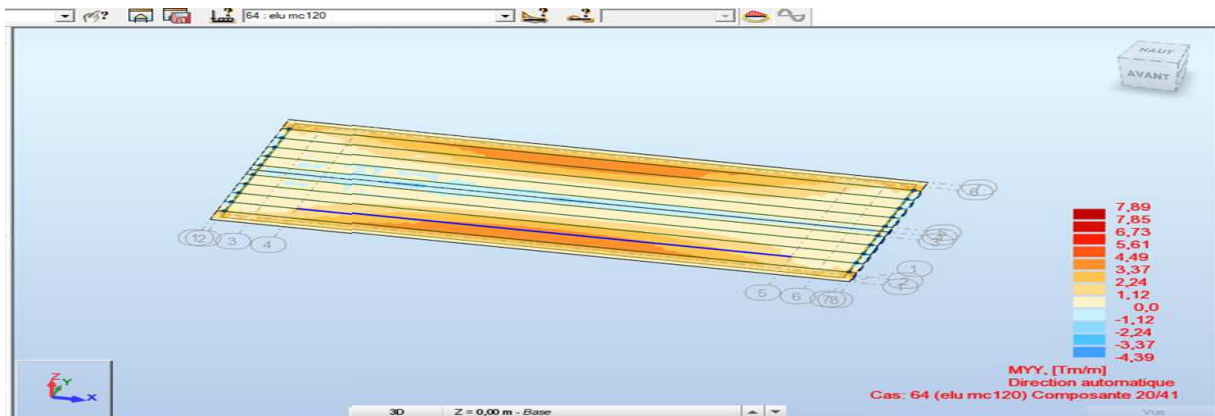 64 : elu mc120
HAUT
AVANT
6
12 3 4
1
2
5 6 78
7,89
7,85
6,73
5,61
4,49
3,37
2,24
1,12
0,0
-1,12
-2,24
-3,37
-4,39
MYY, [Tm/m]
Direction automatique
Cas: 64 (elu mc120) Composante 20/41
Z Y X
3D Z = 0,00 m - Base Vue